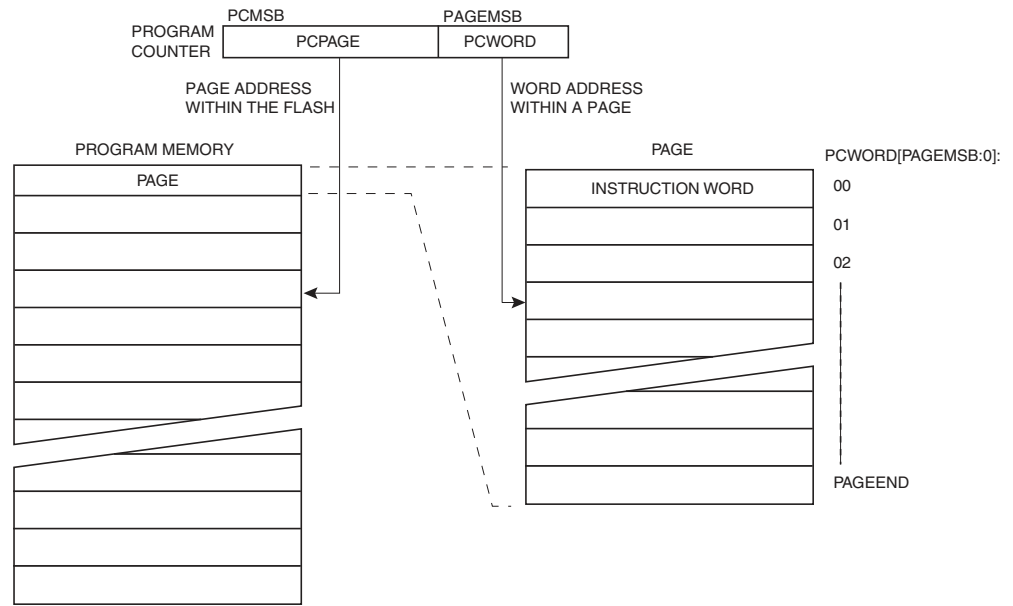 PCMSB
PAGEMSB
PROGRAM
COUNTER
PCPAGE
PCWORD
PAGE ADDRESS
WITHIN THE FLASH
WORD ADDRESS
WITHIN A PAGE
PROGRAM MEMORY
PAGE
PAGE
PCWORD[PAGEMSB:0]:
INSTRUCTION WORD
00
01
02
PAGEEND